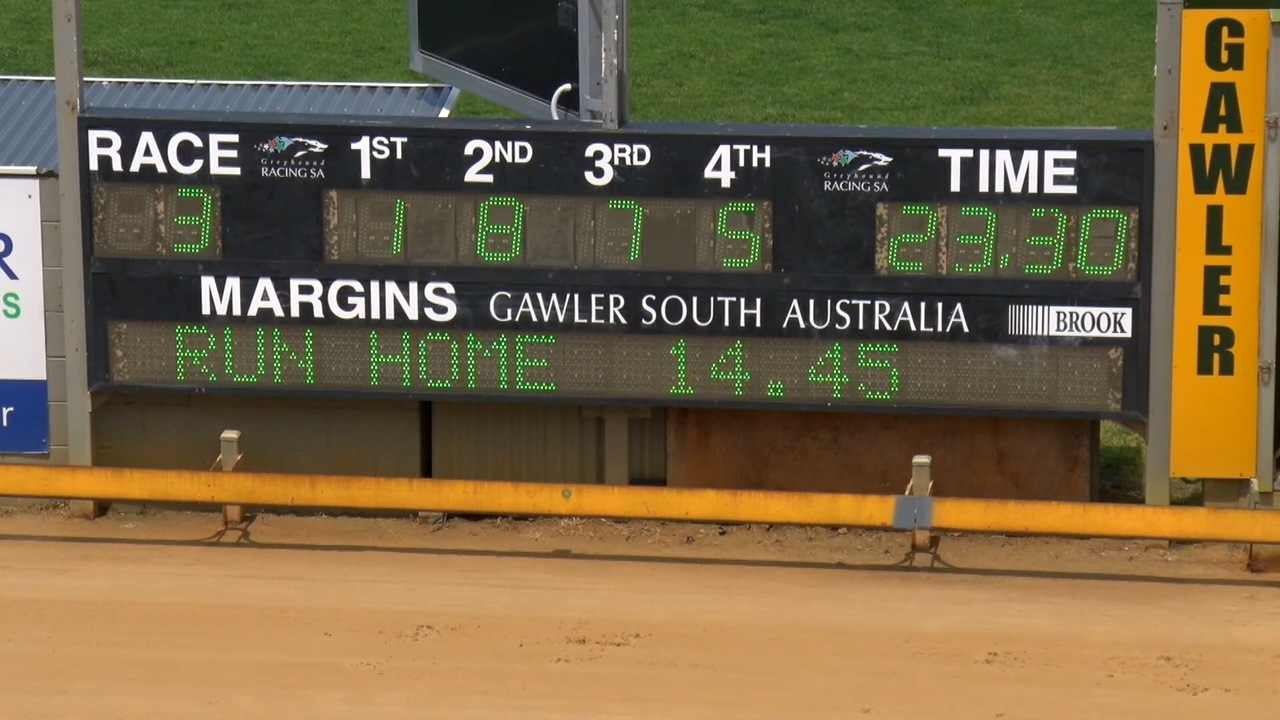 RACE 1ST 2ND 3RD 4TH TIME
Greyhound RACING SA
Greyhound RACING SA
3 1 8 7 5 23.30
MARGINS GAWLER SOUTH AUSTRALIA BROOK
RUN HOME 14.45
GAWLER
R
S
r